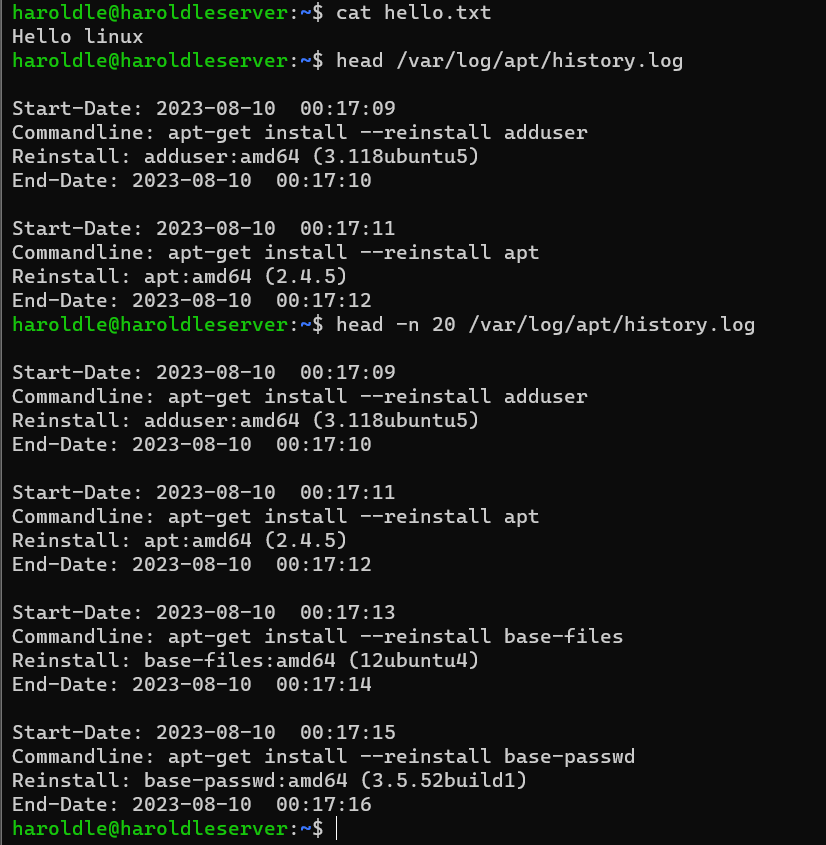 haroldle@haroldleserver:~$ cat hello.txt
Hello linux
haroldle@haroldleserver:~$ head /var/log/apt/history.log

Start-Date: 2023-08-10  00:17:09
Commandline: apt-get install --reinstall adduser
Reinstall: adduser:amd64 (3.118ubuntu5)
End-Date: 2023-08-10  00:17:10

Start-Date: 2023-08-10  00:17:11
Commandline: apt-get install --reinstall apt
Reinstall: apt:amd64 (2.4.5)
End-Date: 2023-08-10  00:17:12
haroldle@haroldleserver:~$ head -n 20 /var/log/apt/history.log

Start-Date: 2023-08-10  00:17:09
Commandline: apt-get install --reinstall adduser
Reinstall: adduser:amd64 (3.118ubuntu5)
End-Date: 2023-08-10  00:17:10

Start-Date: 2023-08-10  00:17:11
Commandline: apt-get install --reinstall apt
Reinstall: apt:amd64 (2.4.5)
End-Date: 2023-08-10  00:17:12

Start-Date: 2023-08-10  00:17:13
Commandline: apt-get install --reinstall base-files
Reinstall: base-files:amd64 (12ubuntu4)
End-Date: 2023-08-10  00:17:14

Start-Date: 2023-08-10  00:17:15
Commandline: apt-get install --reinstall base-passwd
Reinstall: base-passwd:amd64 (3.5.52build1)
End-Date: 2023-08-10  00:17:16
haroldle@haroldleserver:~$